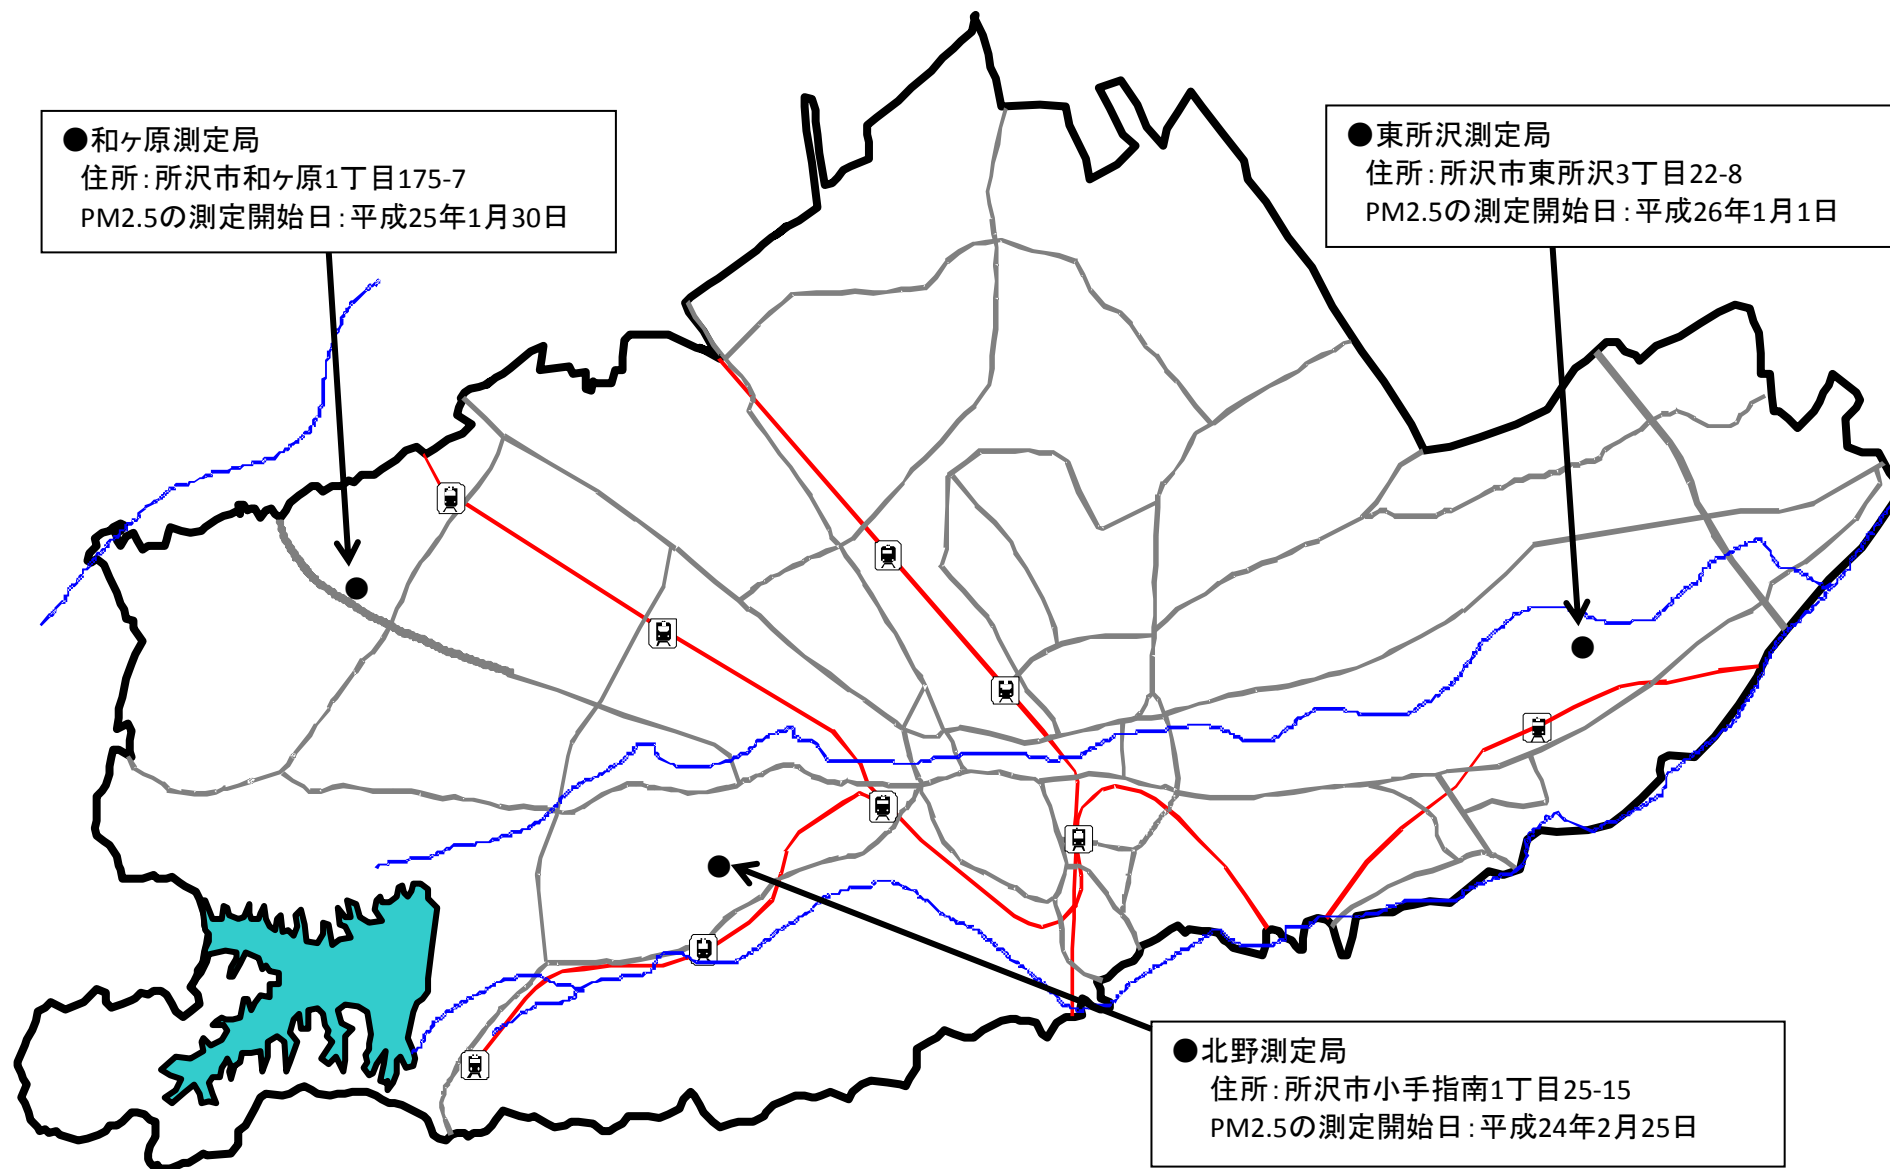 ●和ヶ原測定局
住所:所沢市和ヶ原1丁目175-7
PM2.5の測定開始日:平成25年1月30日
●東所沢測定局
住所:所沢市東所沢3丁目22-8
PM2.5の測定開始日:平成26年1月1日
●北野測定局
住所:所沢市小手指南1丁目25-15
PM2.5の測定開始日:平成24年2月25日